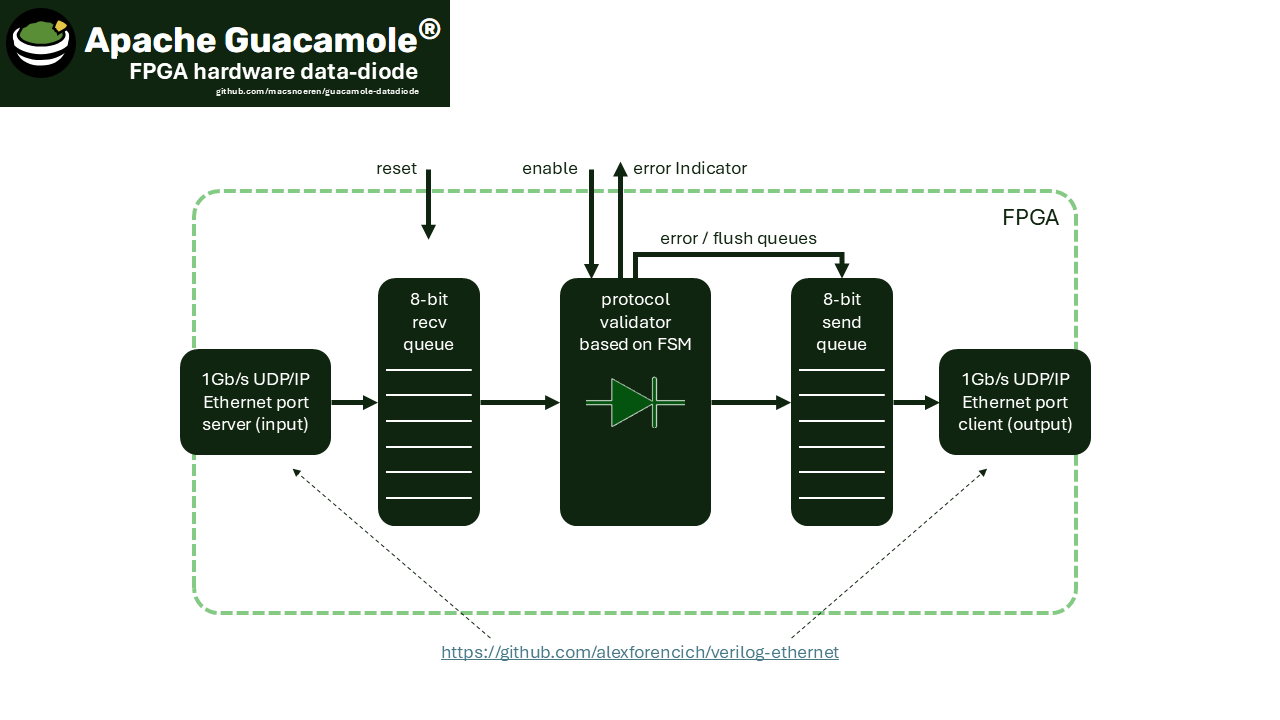 Apache Guacamole®
FPGA hardware data-diode
github.com/macsnoeren/guacamole-datadiode
reset
enable
error Indicator
FPGA
error / flush queues
8-bit
recv
queue
protocol
validator
based on FSM
8-bit
send
queue
1Gb/s UDP/IP
Ethernet port
server (input)
1Gb/s UDP/IP
Ethernet port
client (output)
https://github.com/alexforencich/verilog-ethernet